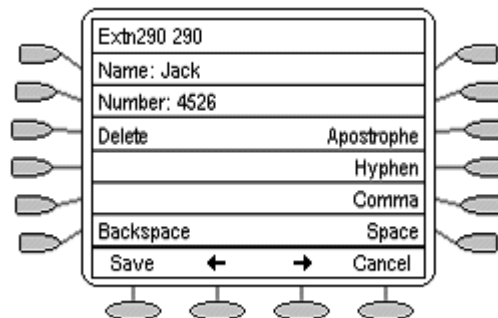 Extn290 290
Name: Jack
Number: 4526
Delete Apostrophe
Hyphen
Comma
Backspace Space
Save ← → Cancel